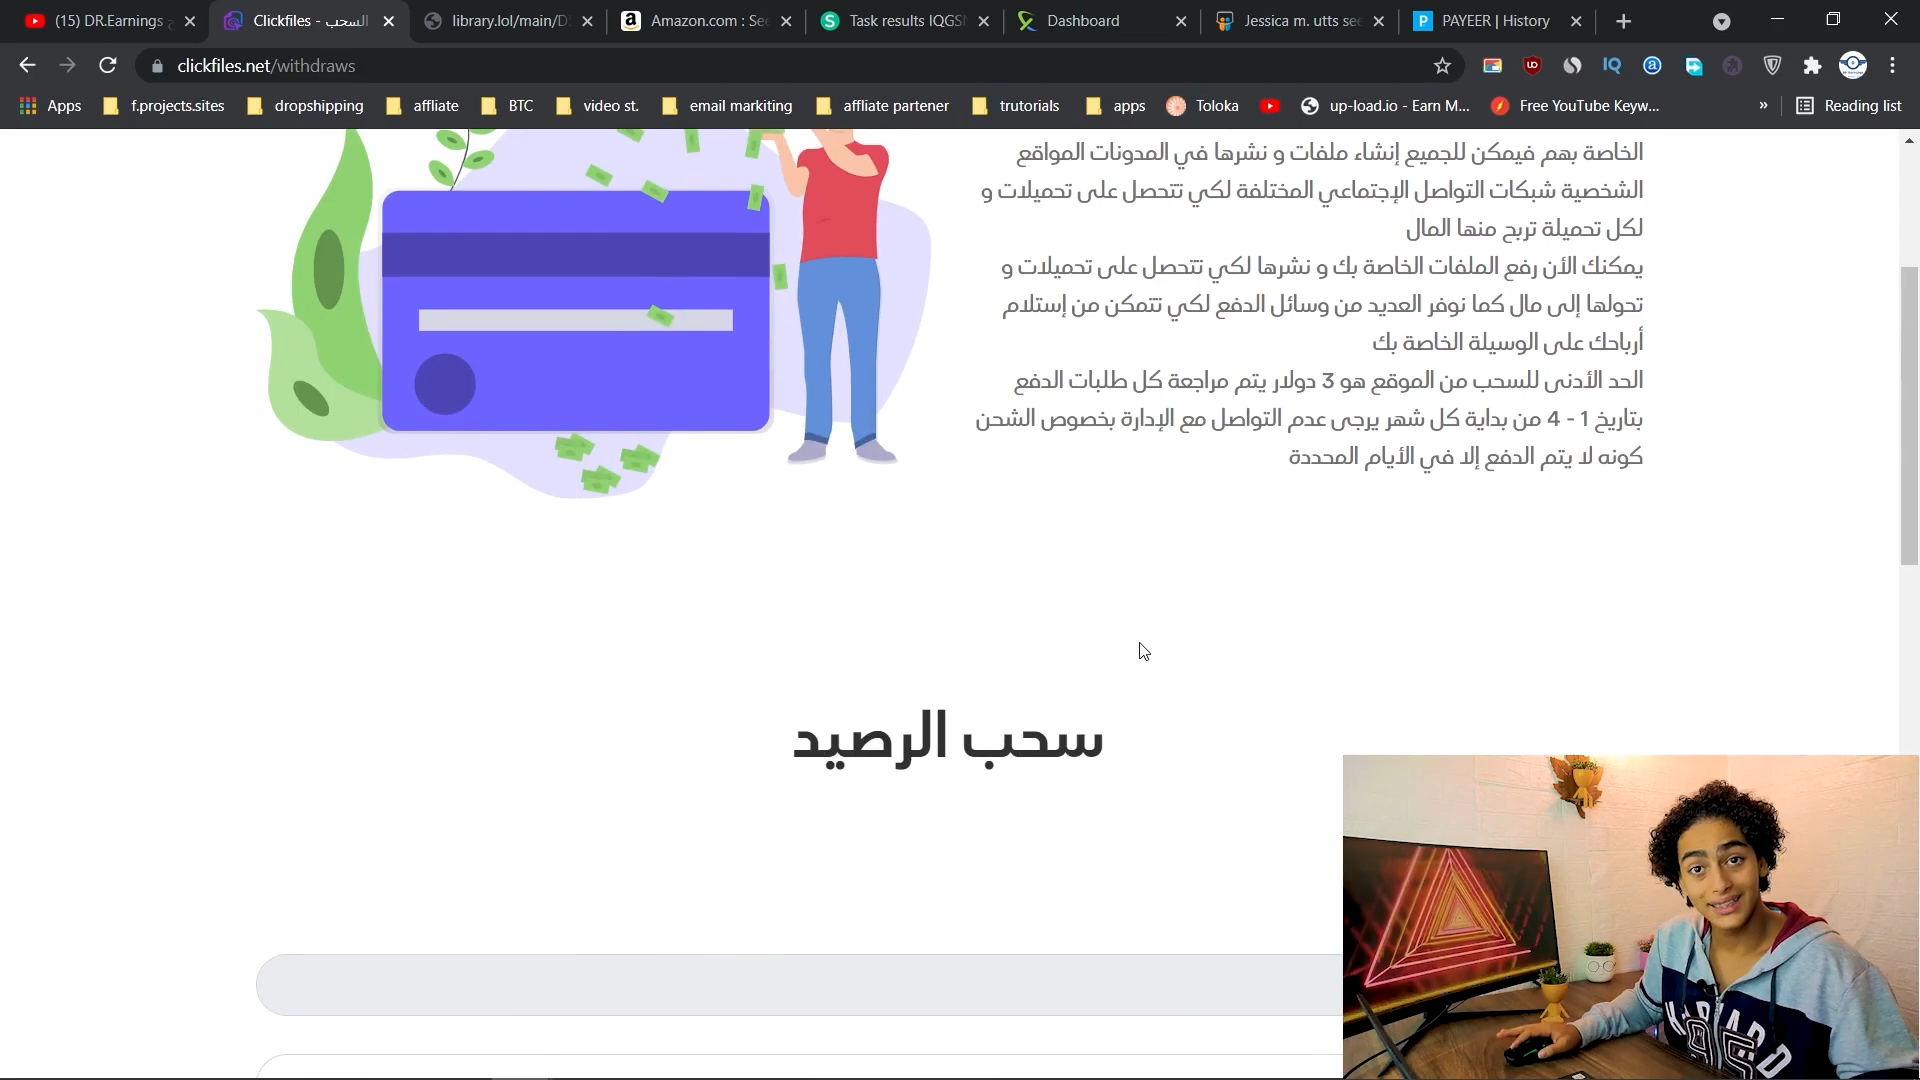 (15) DR.Earnings
Clickfiles - السحب
library.lol/main/D
Amazon.com : See
Task results IQGSN
Dashboard
Jessica m. utts see
PAYEER | History
clickfiles.net/withdraws
Apps
f.projects.sites
dropshipping
affliate
BTC
video st.
email markiting
affliate partener
trutorials
apps
Toloka
up-load.io - Earn M...
Free YouTube Keyw...
»
Reading list
الخاصة بهم فيمكن للجميع إنشاء ملفات و نشرها في المدونات المواقع
الشخصية شبكات التواصل الإجتماعي المختلفة لكي تتحصل على تحميلات و
لكل تحميلة تربح منها المال
يمكنك الأن رفع الملفات الخاصة بك و نشرها لكي تتحصل على تحميلات و
تحولها إلى مال كما نوفر العديد من وسائل الدفع لكي تتمكن من إستلام
أرباحك على الوسيلة الخاصة بك
الحد الأدنى للسحب من الموقع هو 3 دولار يتم مراجعة كل طلبات الدفع
بتاريخ 1 - 4 من بداية كل شهر يرجى عدم التواصل مع الإدارة بخصوص الشحن
كونه لا يتم الدفع إلا في الأيام المحددة
سحب الرصيد